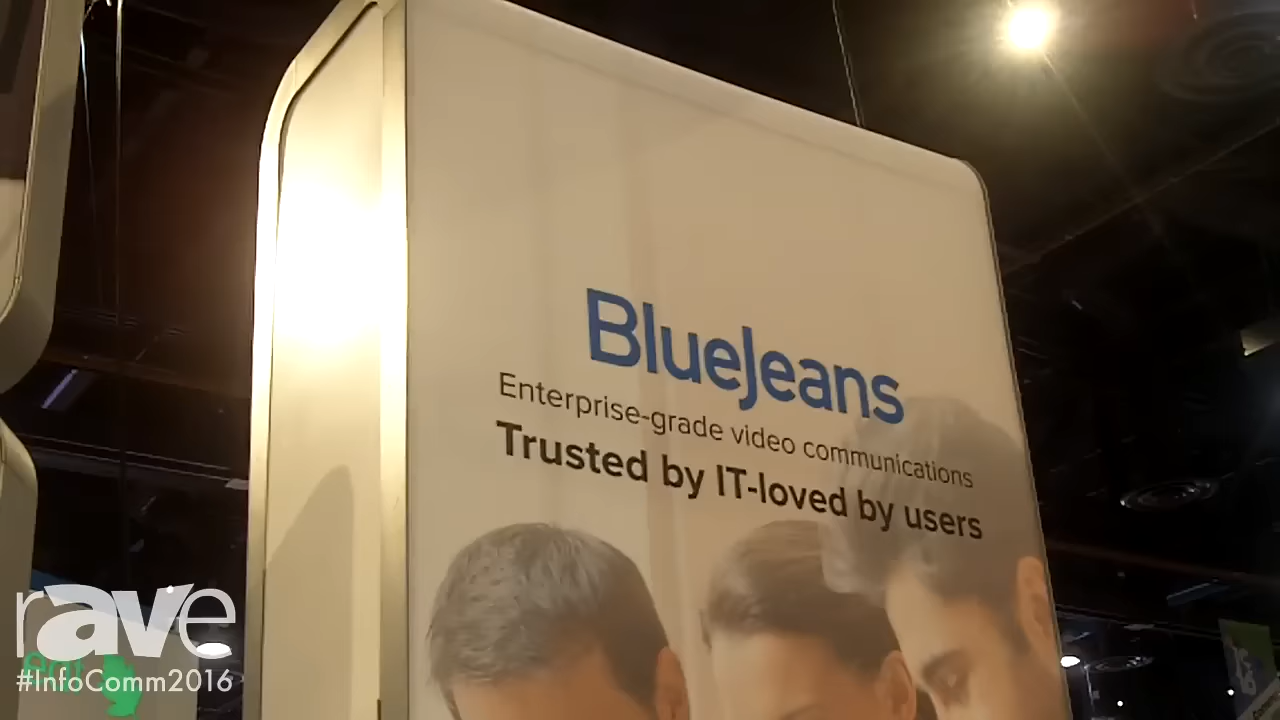 BlueJeans
Enterprise-grade video communications
Trusted by IT-loved by users
rave
#InfoComm2016